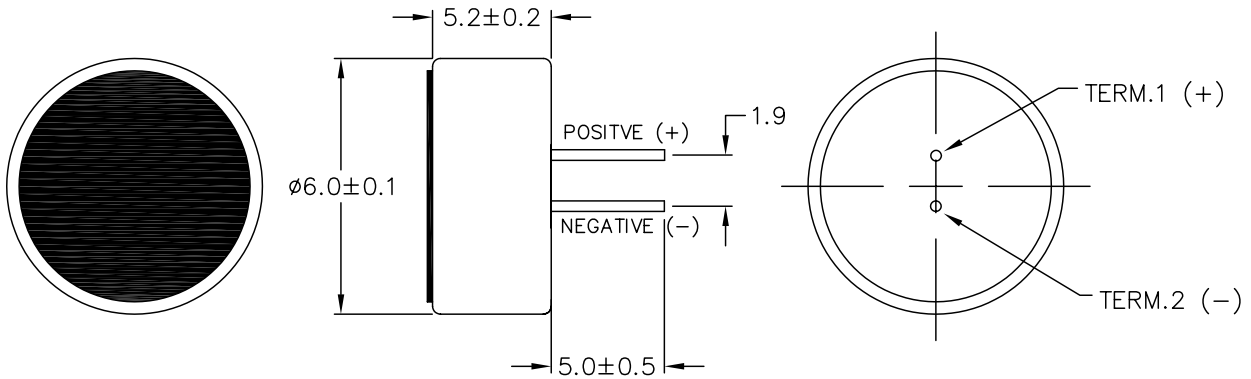 5.2±0.2
1.9
TERM.1 (+)
POSITVE (+)
ø6.0±0.1
NEGATIVE (-)
TERM.2 (-)
5.0±0.5